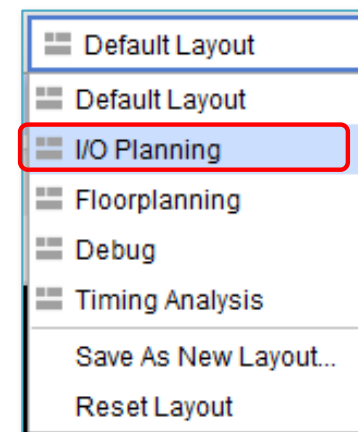 Default Layout
Default Layout
I/O Planning
Floorplanning
Debug
Timing Analysis
Save As New Layout...
Reset Layout